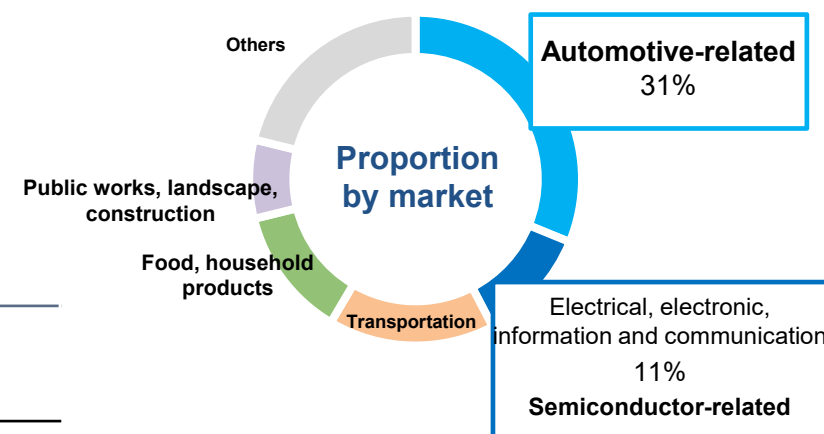 Others
Automotive-related
31%
Proportion
by market
Public works, landscape,
construction
Food, household
products
Transportation
Electrical, electronic,
information and communication
11%
Semiconductor-related